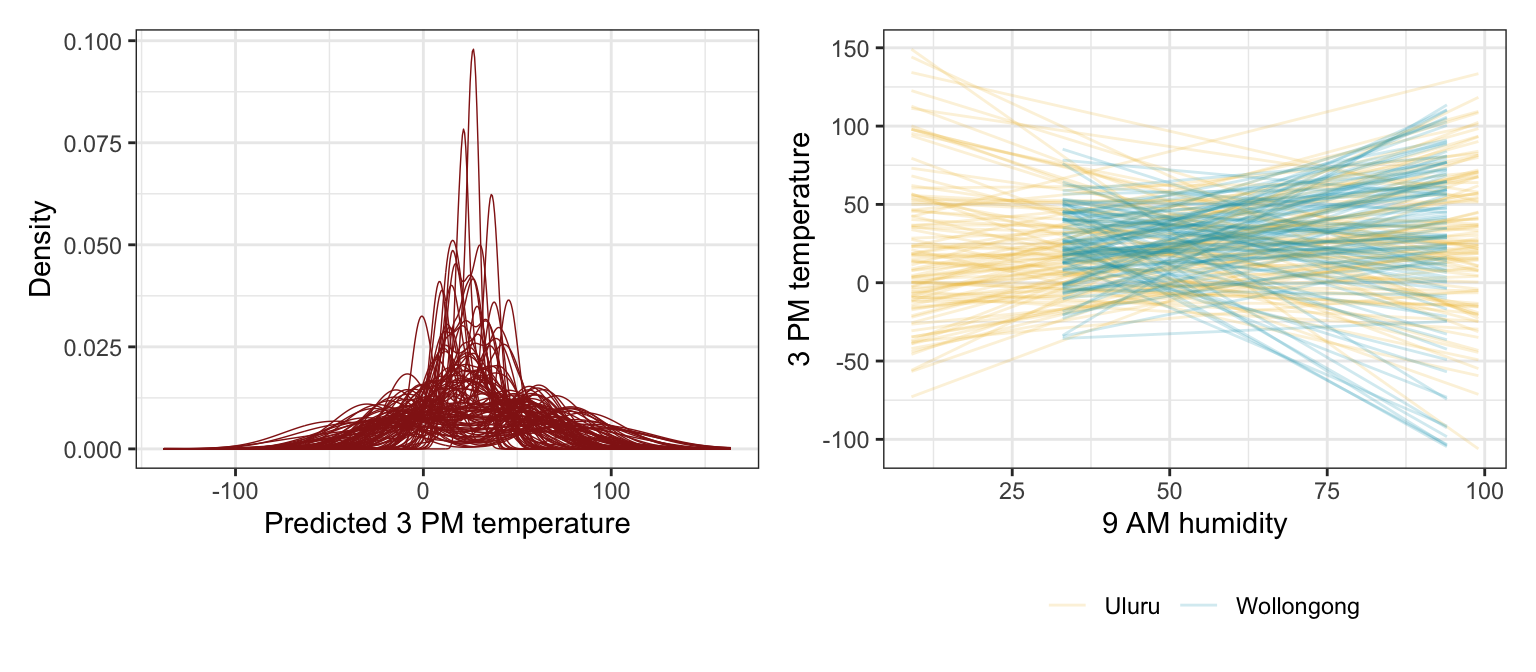 0.100
0.075
0.050
0.025
0.000
Density
-100 0 100
Predicted 3 PM temperature
150
100
50
0
-50
-100
3 PM temperature
25 50 75 100
9 AM humidity
Uluru Wollongong